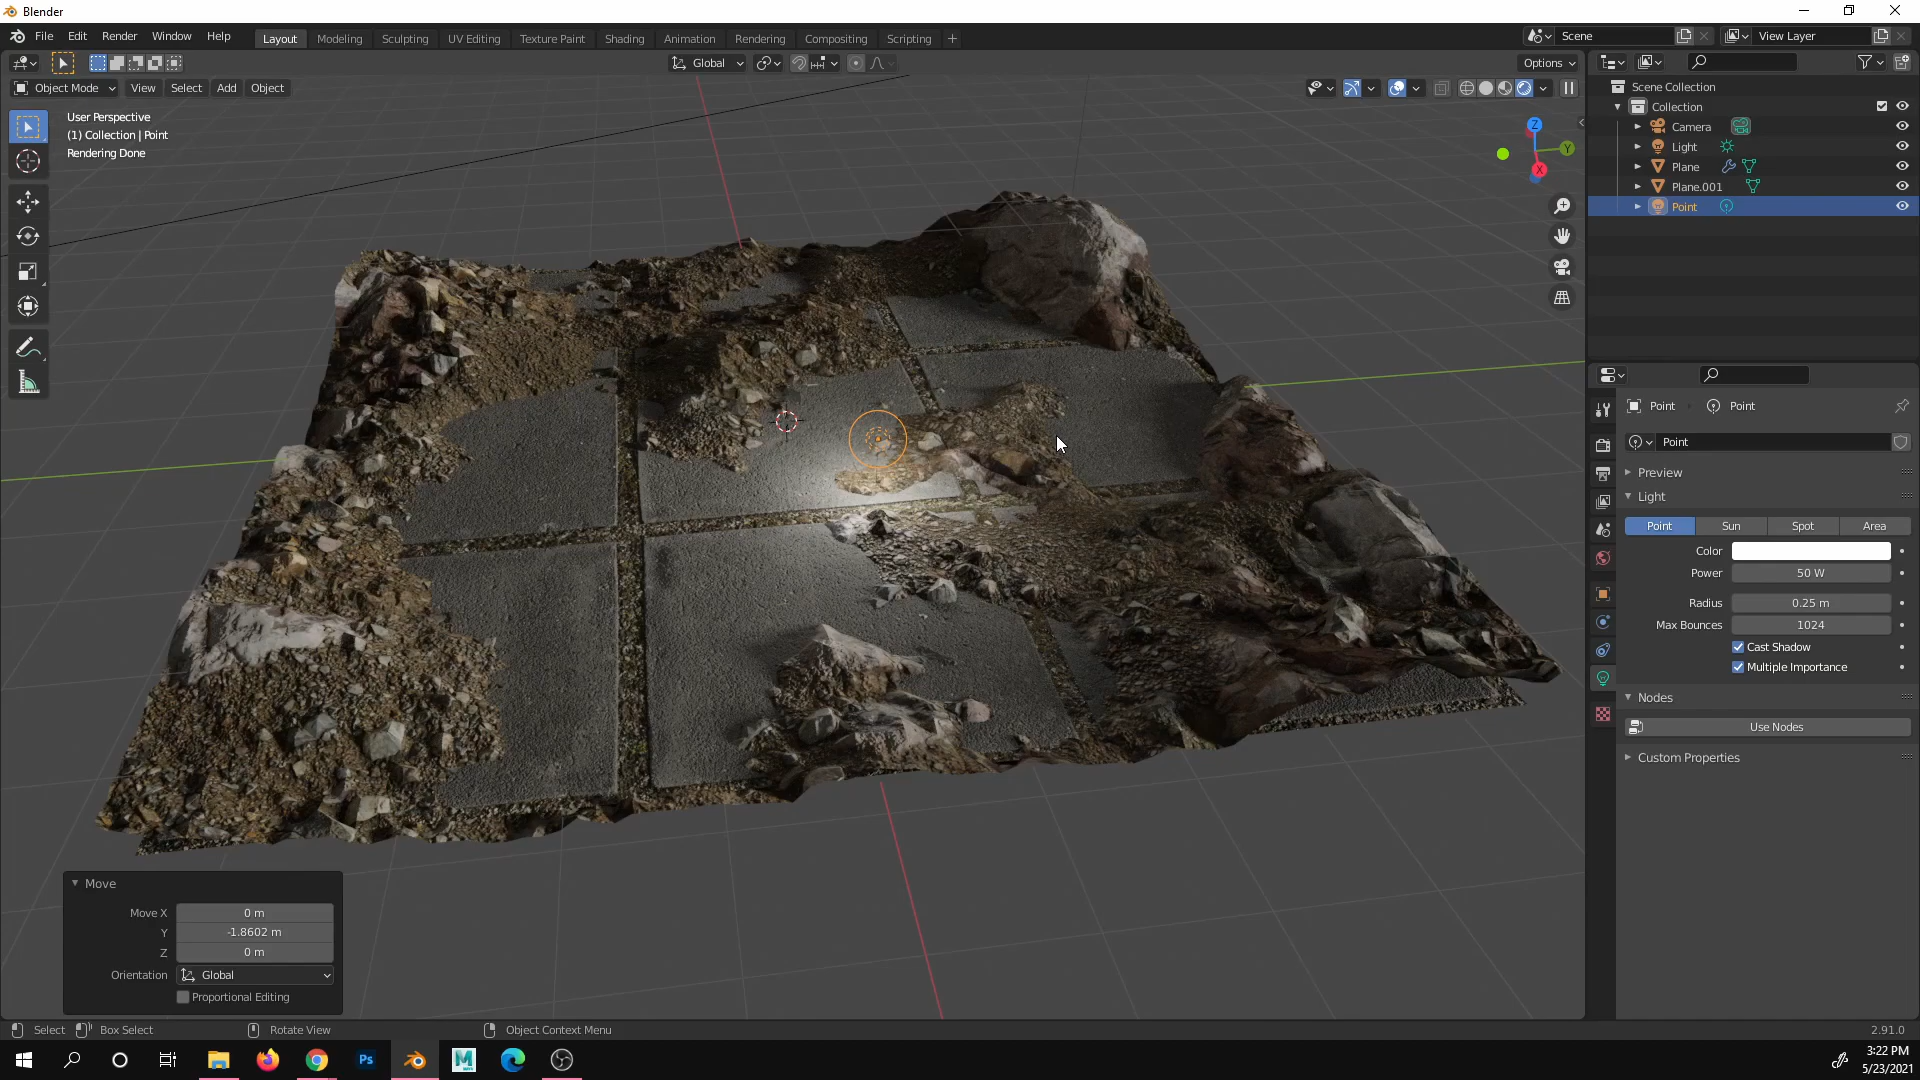 Blender
File Edit Render Window Help
Layout Modeling Sculpting UV Editing Texture Paint Shading Animation Rendering Compositing Scripting +
Scene
View Layer
Global
Options
Object Mode View Select Add Object
User Perspective
(1) Collection | Point
Rendering Done
Z
Y
X
Scene Collection
Collection
Camera
Light
Plane
Plane.001
Point
Point Point
Point
Preview
Light
Point Sun Spot Area
Color
Power 50 W
Radius 0.25 m
Max Bounces 1024
Cast Shadow
Multiple Importance
Nodes
Use Nodes
Custom Properties
Move
Move X 0 m
Y -1.8602 m
Z 0 m
Orientation Global
Proportional Editing
Select Box Select Rotate View Object Context Menu
2.91.0
Ps
M
3:22 PM
5/23/2021